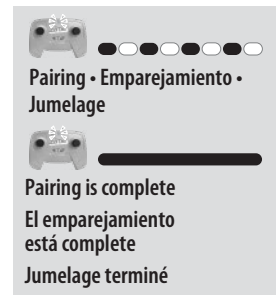 Pairing • Emparejamiento •
Jumelage
Pairing is complete
El emparejamiento
está complete
Jumelage terminé